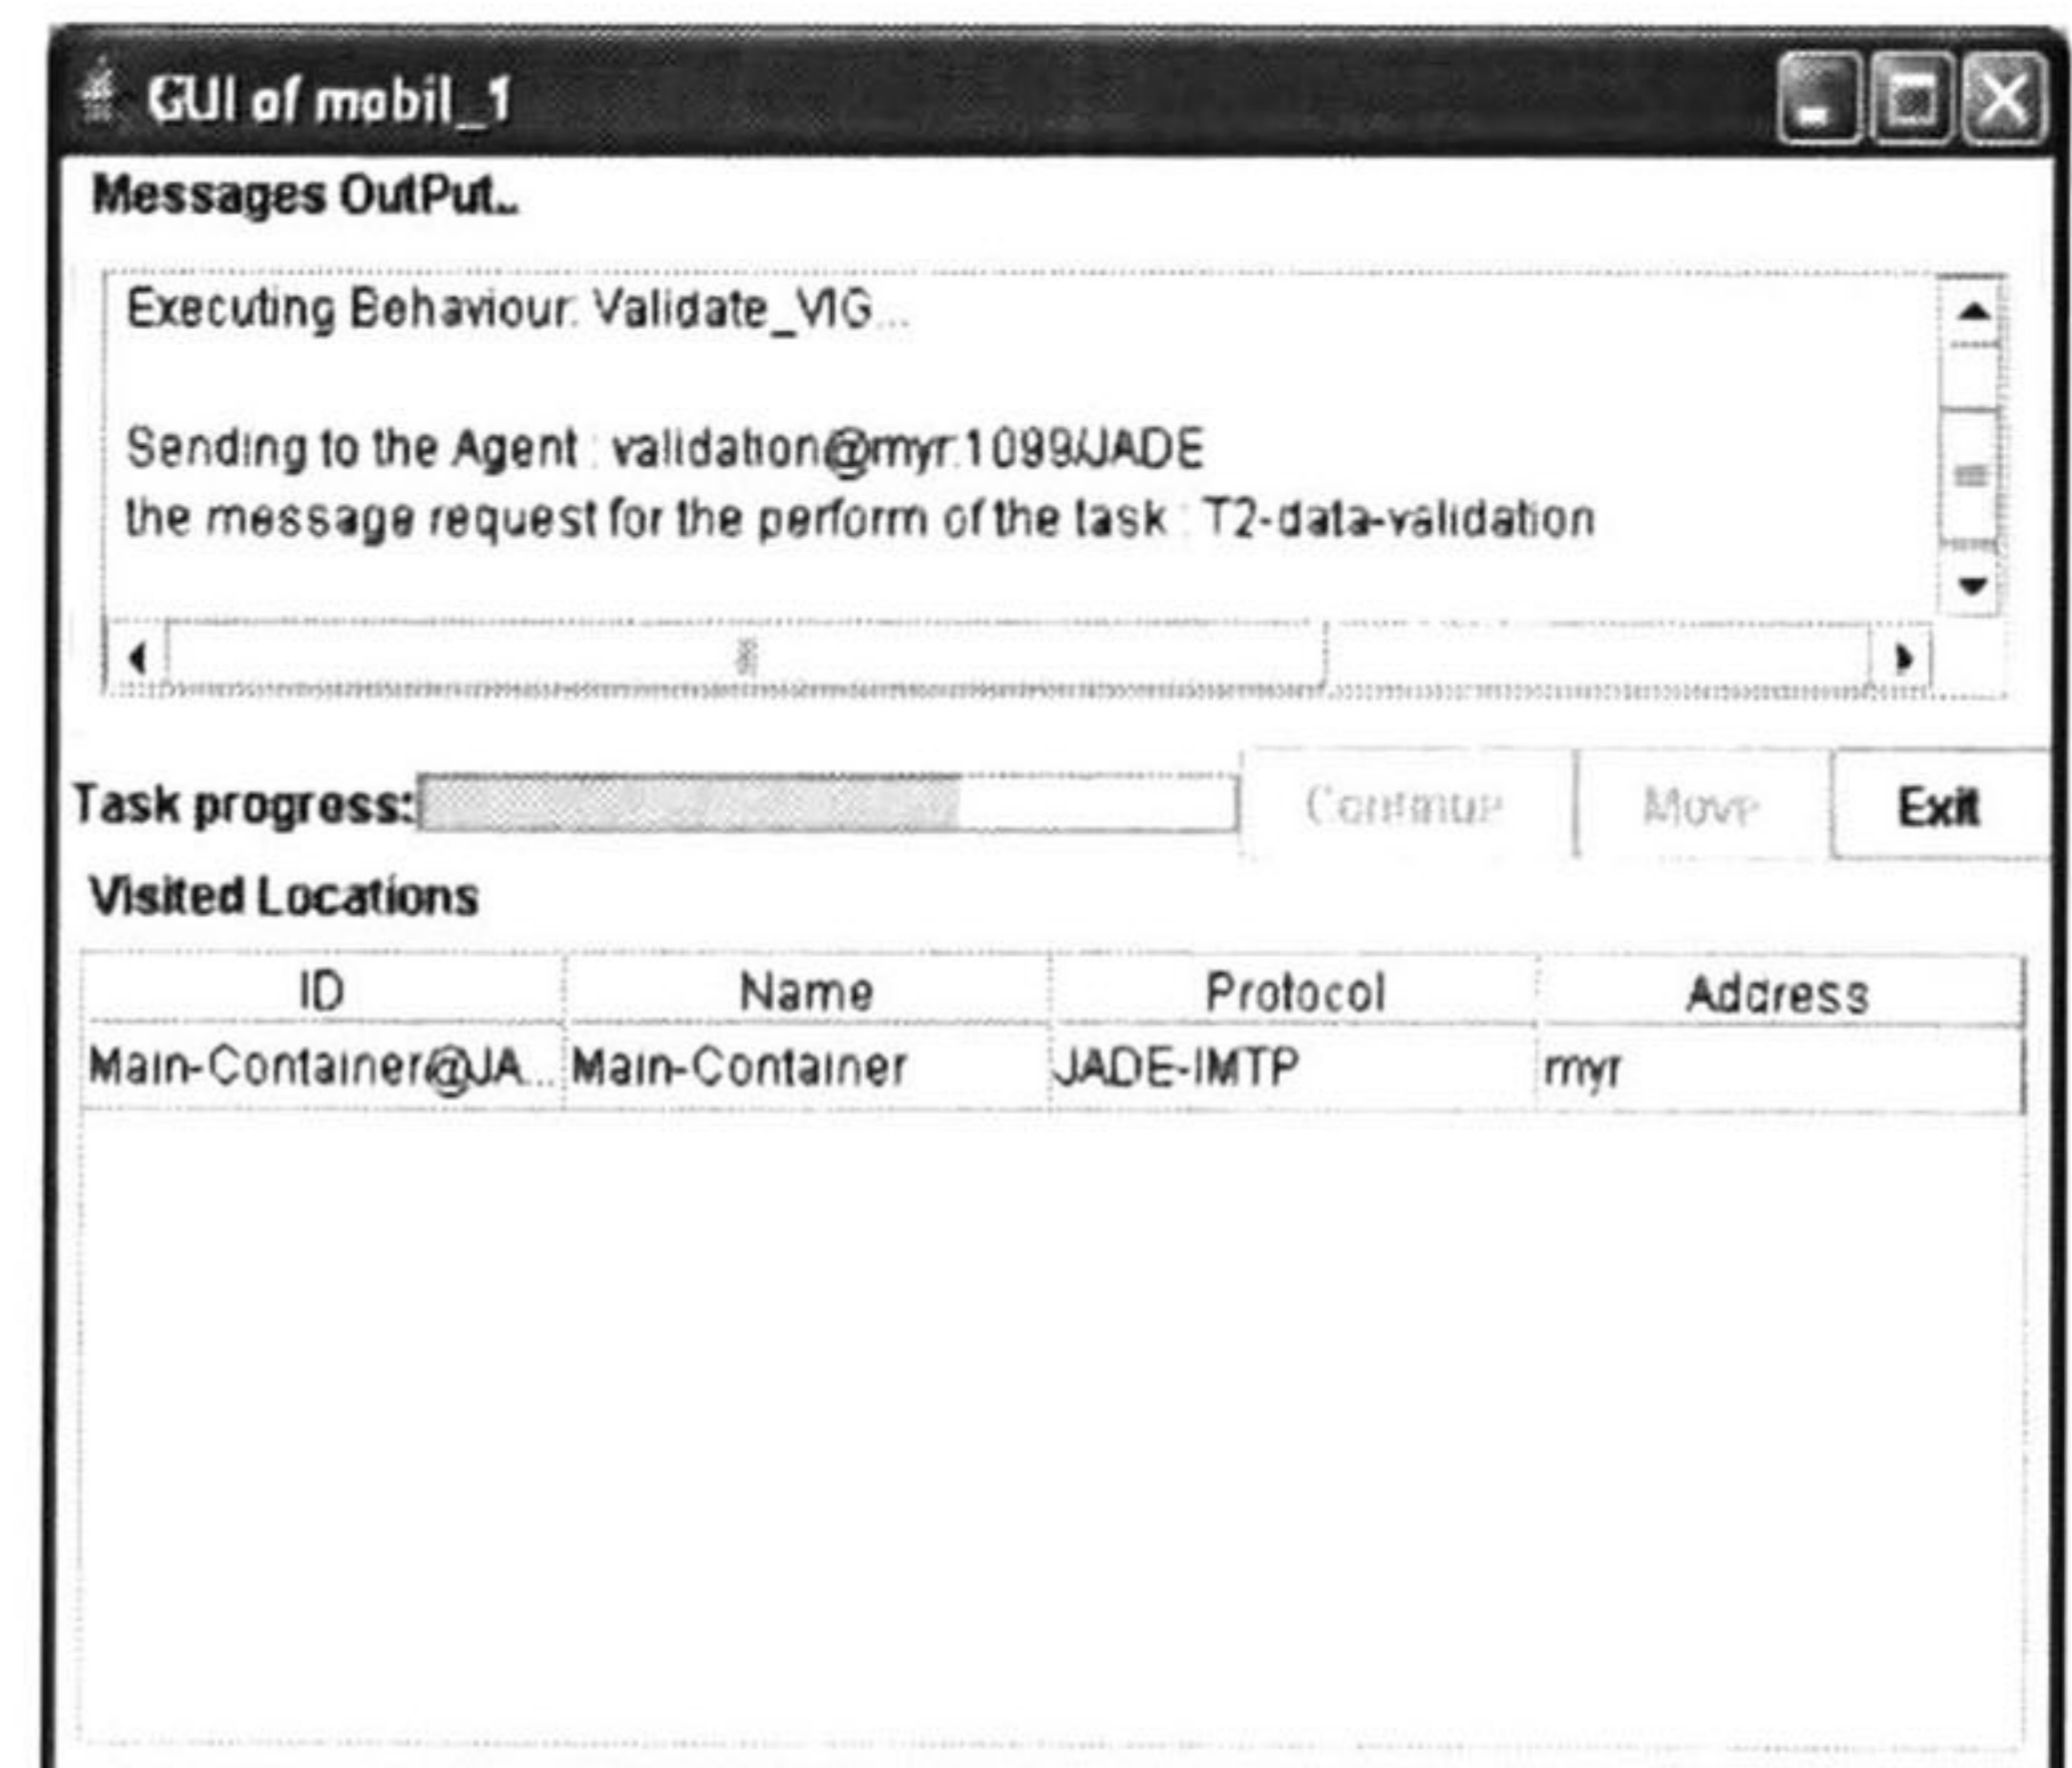 GUI of mobil_1
Messages OutPut..
Executing Behaviour: Validate_VIG...
Sending to the Agent : validation@myr:1099/JADE
the message request for the perform of the task : T2-data-validation
Task progress: Continue Move Exit
Visited Locations
ID Name Protocol Address
Main-Container@JA... Main-Container JADE-IMTP myr